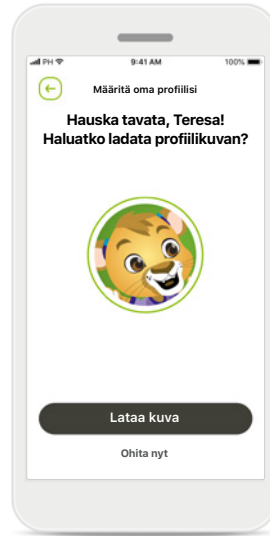 PH 9:41 AM 100%
Määritä oma profiilisi
Hauska tavata, Teresa!
Haluatko ladata profiilikuvan?
Lataa kuva
Ohita nyt